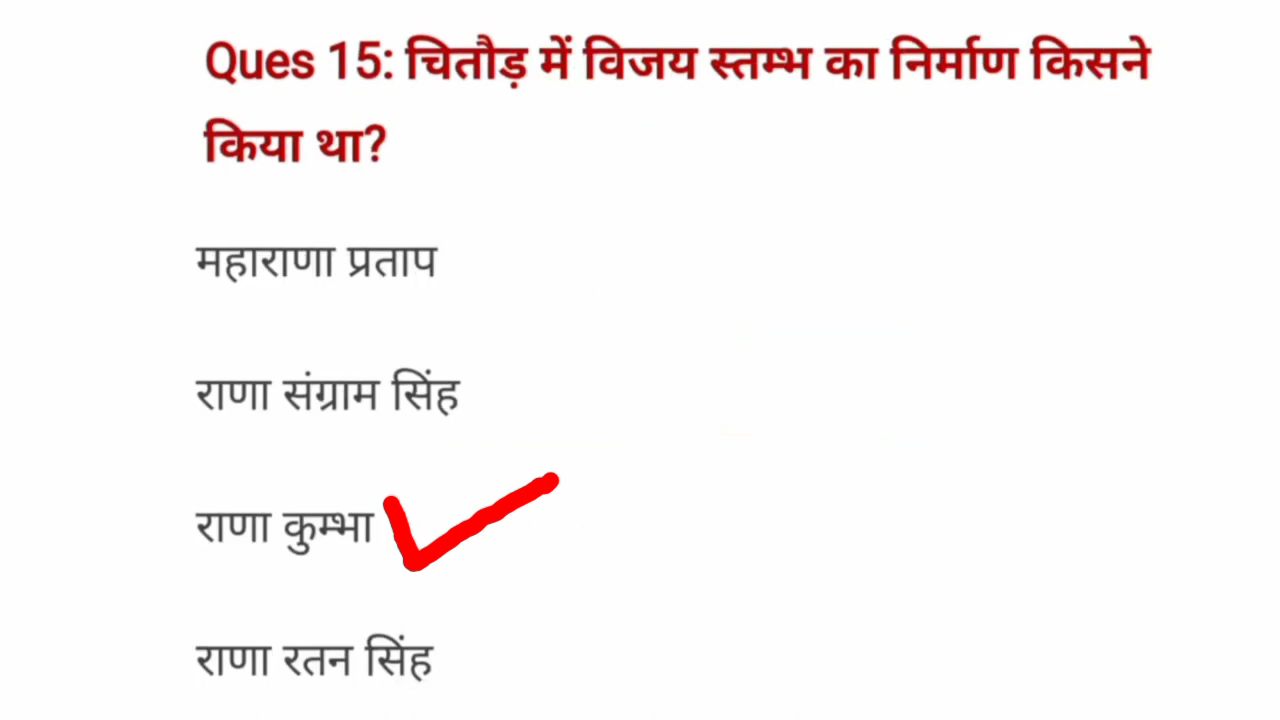 Ques 15: चितौड़ में विजय स्तम्भ का निर्माण किसने
किया था?
महाराणा प्रताप
राणा संग्राम सिंह
राणा कुम्भा
राणा रतन सिंह